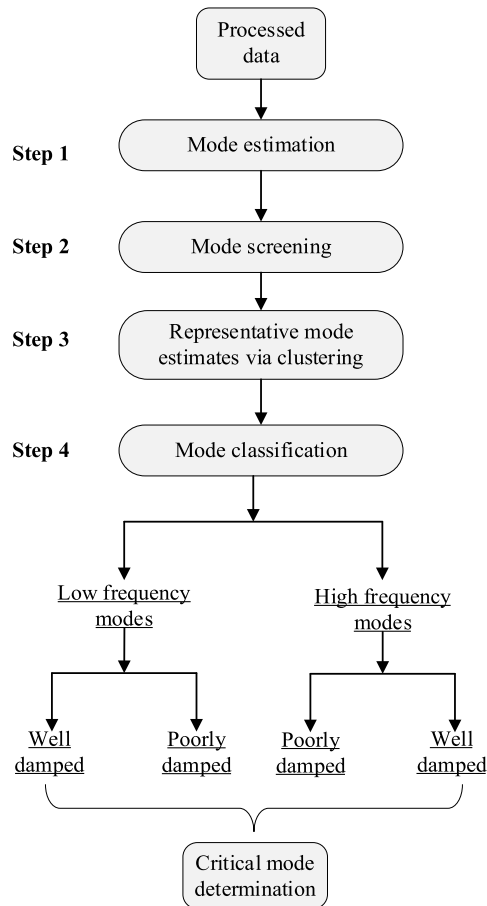 Processed
data
Step 1
Mode estimation
Step 2
Mode screening
Step 3
Representative mode
estimates via clustering
Step 4
Mode classification
Low frequency
modes
High frequency
modes
Well
damped
Poorly
damped
Poorly
damped
Well
damped
Critical mode
determination